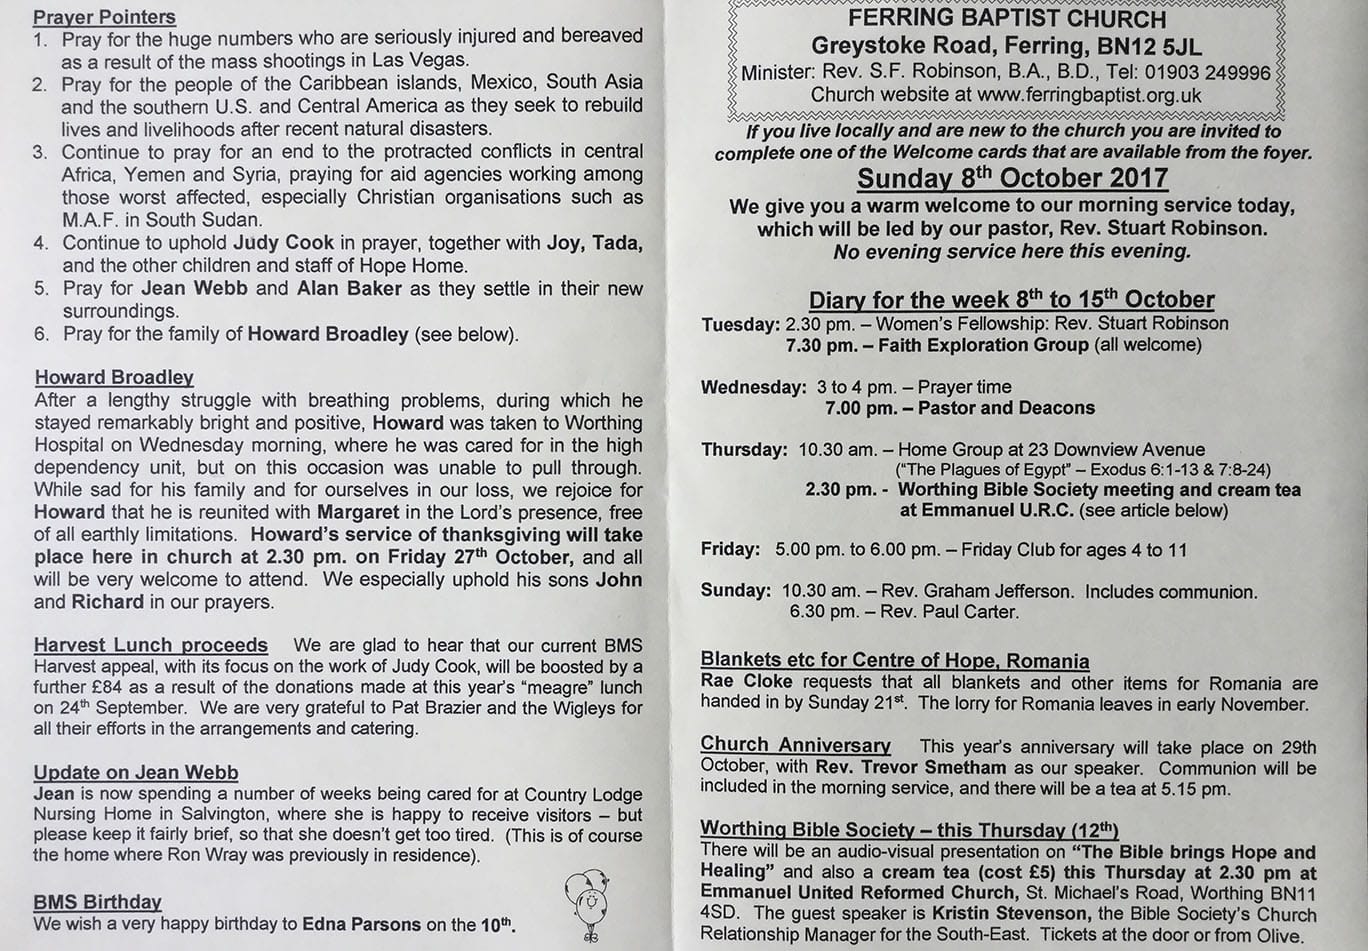 Prayer Pointers
1. Pray for the huge numbers who are seriously injured and bereaved
as a result of the mass shootings in Las Vegas.
2. Pray for the people of the Caribbean islands, Mexico, South Asia
and the southern U.S. and Central America as they seek to rebuild
lives and livelihoods after recent natural disasters.
3. Continue to pray for an end to the protracted conflicts in central
Africa, Yemen and Syria, praying for aid agencies working among
those worst affected, especially Christian organisations such as
M.A.F. in South Sudan.
4. Continue to uphold Judy Cook in prayer, together with Joy, Tada,
and the other children and staff of Hope Home.
5. Pray for Jean Webb and Alan Baker as they settle in their new
surroundings.
6. Pray for the family of Howard Broadley (see below).
Howard Broadley
After a lengthy struggle with breathing problems, during which he
stayed remarkably bright and positive, Howard was taken to Worthing
Hospital on Wednesday morning, where he was cared for in the high
dependency unit, but on this occasion was unable to pull through.
While sad for his family and for ourselves in our loss, we rejoice for
Howard that he is reunited with Margaret in the Lord's presence, free
of all earthly limitations. Howard's service of thanksgiving will take
place here in church at 2.30 pm. on Friday 27th October, and all
will be very welcome to attend. We especially uphold his sons John
and Richard in our prayers.
Harvest Lunch proceeds We are glad to hear that our current BMS
Harvest appeal, with its focus on the work of Judy Cook, will be boosted by a
further £84 as a result of the donations made at this year's “meagre” lunch
on 24th September. We are very grateful to Pat Brazier and the Wigleys for
all their efforts in the arrangements and catering.
Update on Jean Webb
Jean is now spending a number of weeks being cared for at Country Lodge
Nursing Home in Salvington, where she is happy to receive visitors – but
please keep it fairly brief, so that she doesn't get too tired. (This is of course
the home where Ron Wray was previously in residence).
BMS Birthday
We wish a very happy birthday to Edna Parsons on the 10th.
FERRING BAPTIST CHURCH
Greystoke Road, Ferring, BN12 5JL
Minister: Rev. S.F. Robinson, B.A., B.D., Tel: 01903 249996
Church website at www.ferringbaptist.org.uk
If you live locally and are new to the church you are invited to
complete one of the Welcome cards that are available from the foyer.
Sunday 8th October 2017
We give you a warm welcome to our morning service today,
which will be led by our pastor, Rev. Stuart Robinson.
No evening service here this evening.
Diary for the week 8th to 15th October
Tuesday: 2.30 pm. – Women's Fellowship: Rev. Stuart Robinson
7.30 pm. – Faith Exploration Group (all welcome)
Wednesday: 3 to 4 pm. – Prayer time
7.00 pm. – Pastor and Deacons
Thursday: 10.30 am. – Home Group at 23 Downview Avenue
(“The Plagues of Egypt” – Exodus 6:1-13 & 7:8-24)
2.30 pm. - Worthing Bible Society meeting and cream tea
at Emmanuel U.R.C. (see article below)
Friday: 5.00 pm. to 6.00 pm. – Friday Club for ages 4 to 11
Sunday: 10.30 am. – Rev. Graham Jefferson. Includes communion.
6.30 pm. – Rev. Paul Carter.
Blankets etc for Centre of Hope, Romania
Rae Cloke requests that all blankets and other items for Romania are
handed in by Sunday 21st. The lorry for Romania leaves in early November.
Church Anniversary This year's anniversary will take place on 29th
October, with Rev. Trevor Smetham as our speaker. Communion will be
included in the morning service, and there will be a tea at 5.15 pm.
Worthing Bible Society – this Thursday (12th)
There will be an audio-visual presentation on “The Bible brings Hope and
Healing” and also a cream tea (cost £5) this Thursday at 2.30 pm at
Emmanuel United Reformed Church, St. Michael's Road, Worthing BN11
4SD. The guest speaker is Kristin Stevenson, the Bible Society's Church
Relationship Manager for the South-East. Tickets at the door or from Olive.